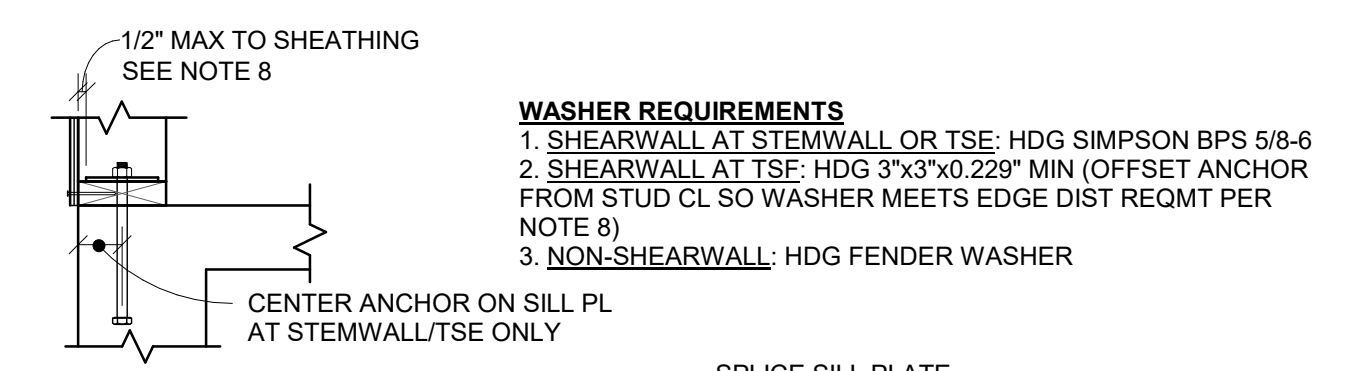 1/2" MAX TO SHEATHING
SEE NOTE 8
WASHER REQUIREMENTS
1. SHEARWALL AT STEMWALL OR TSE: HDG SIMPSON BPS 5/8-6
2. SHEARWALL AT TSF: HDG 3"x3"x0.229" MIN (OFFSET ANCHOR
FROM STUD CL SO WASHER MEETS EDGE DIST REQMT PER
NOTE 8)
3. NON-SHEARWALL: HDG FENDER WASHER
CENTER ANCHOR ON SILL PL
AT STEMWALL/TSE ONLY
SPLICE SILL PLATE